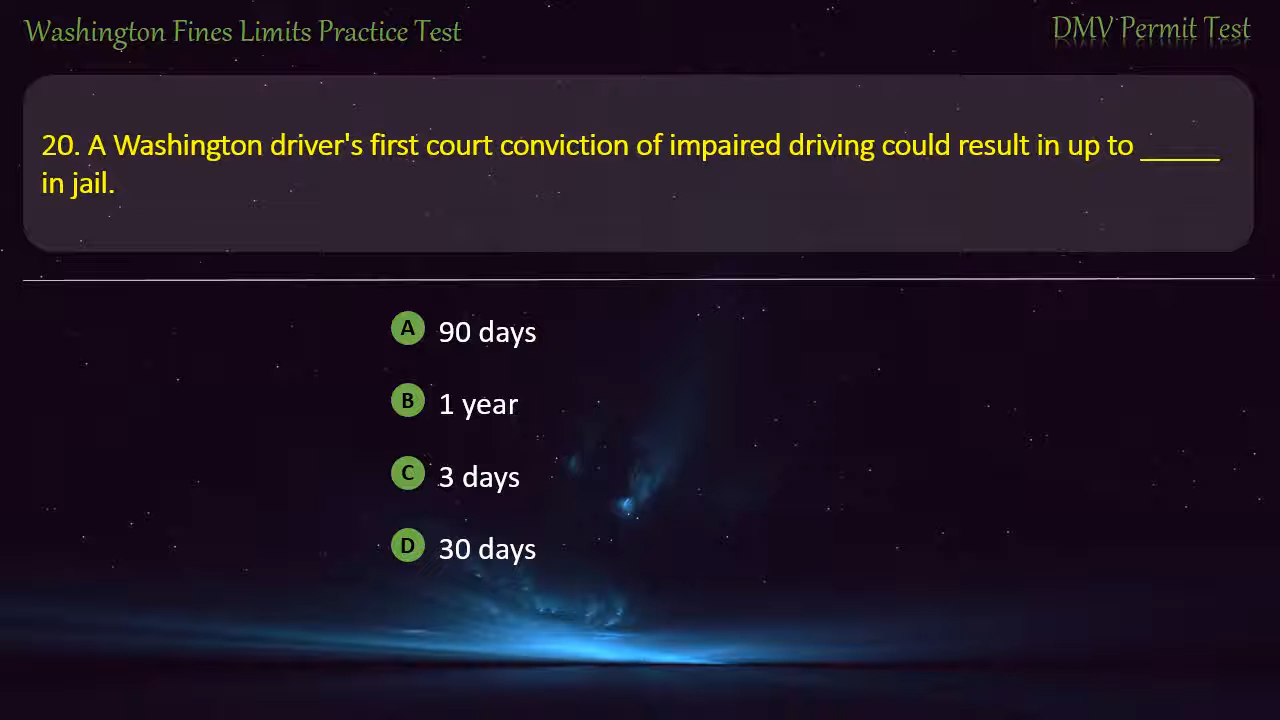 Washington Fines Limits Practice Test
DMV Permit Test
20. A Washington driver's first court conviction of impaired driving could result in up to ______
in jail.
A 90 days
B 1 year
C 3 days
D 30 days